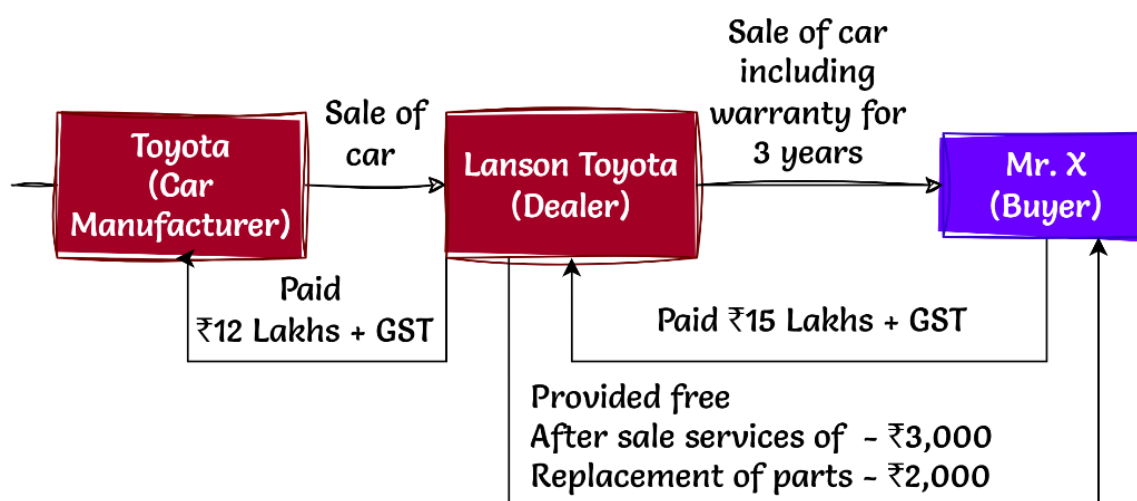 Toyota
(Car
Manufacturer)
Sale of
car
Lanson Toyota
(Dealer)
Sale of car
including
warranty for
3 years
Mr. X
(Buyer)
Paid
₹12 Lakhs + GST
Paid ₹15 Lakhs + GST
Provided free
After sale services of - ₹3,000
Replacement of parts - ₹2,000